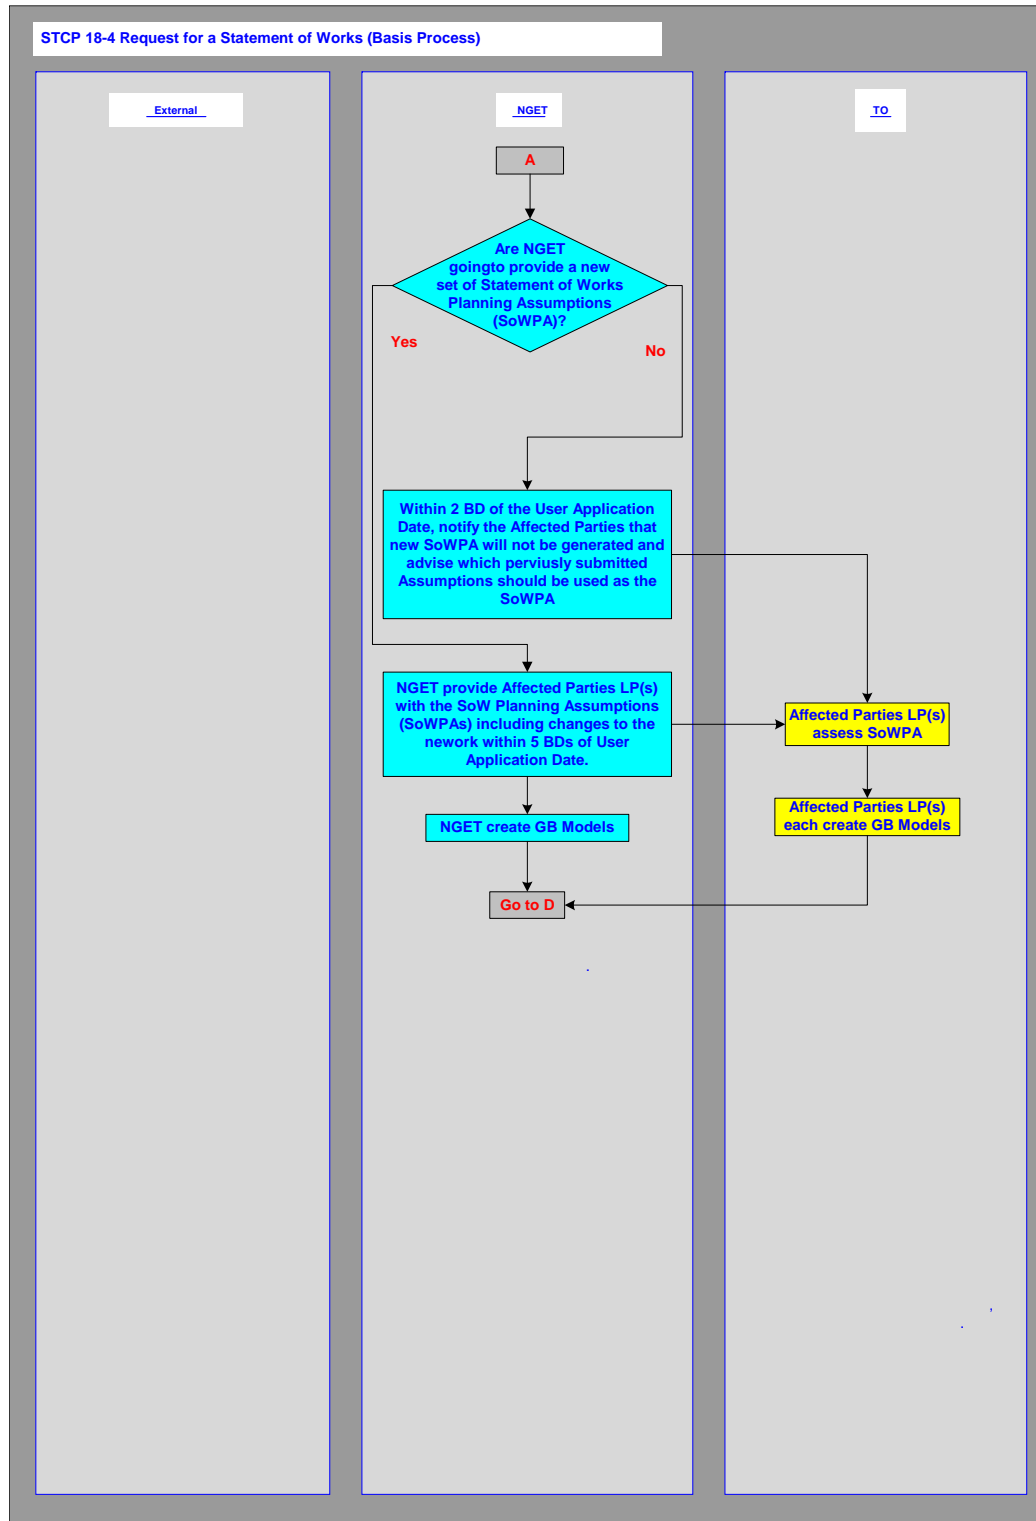 STCP 18-4 Request for a Statement of Works (Basis Process)
External
NGET
TO
A
Are NGET
goingto provide a new
set of Statement of Works
Planning Assumptions
(SoWPA)?
Yes
No
Within 2 BD of the User Application
Date, notify the Affected Parties that
new SoWPA will not be generated and
advise which perviusly submitted
Assumptions should be used as the
SoWPA
NGET provide Affected Parties LP(s)
with the SoW Planning Assumptions
(SoWPAs) including changes to the
nework within 5 BDs of User
Application Date.
Affected Parties LP(s)
assess SoWPA
NGET create GB Models
Affected Parties LP(s)
each create GB Models
Go to D